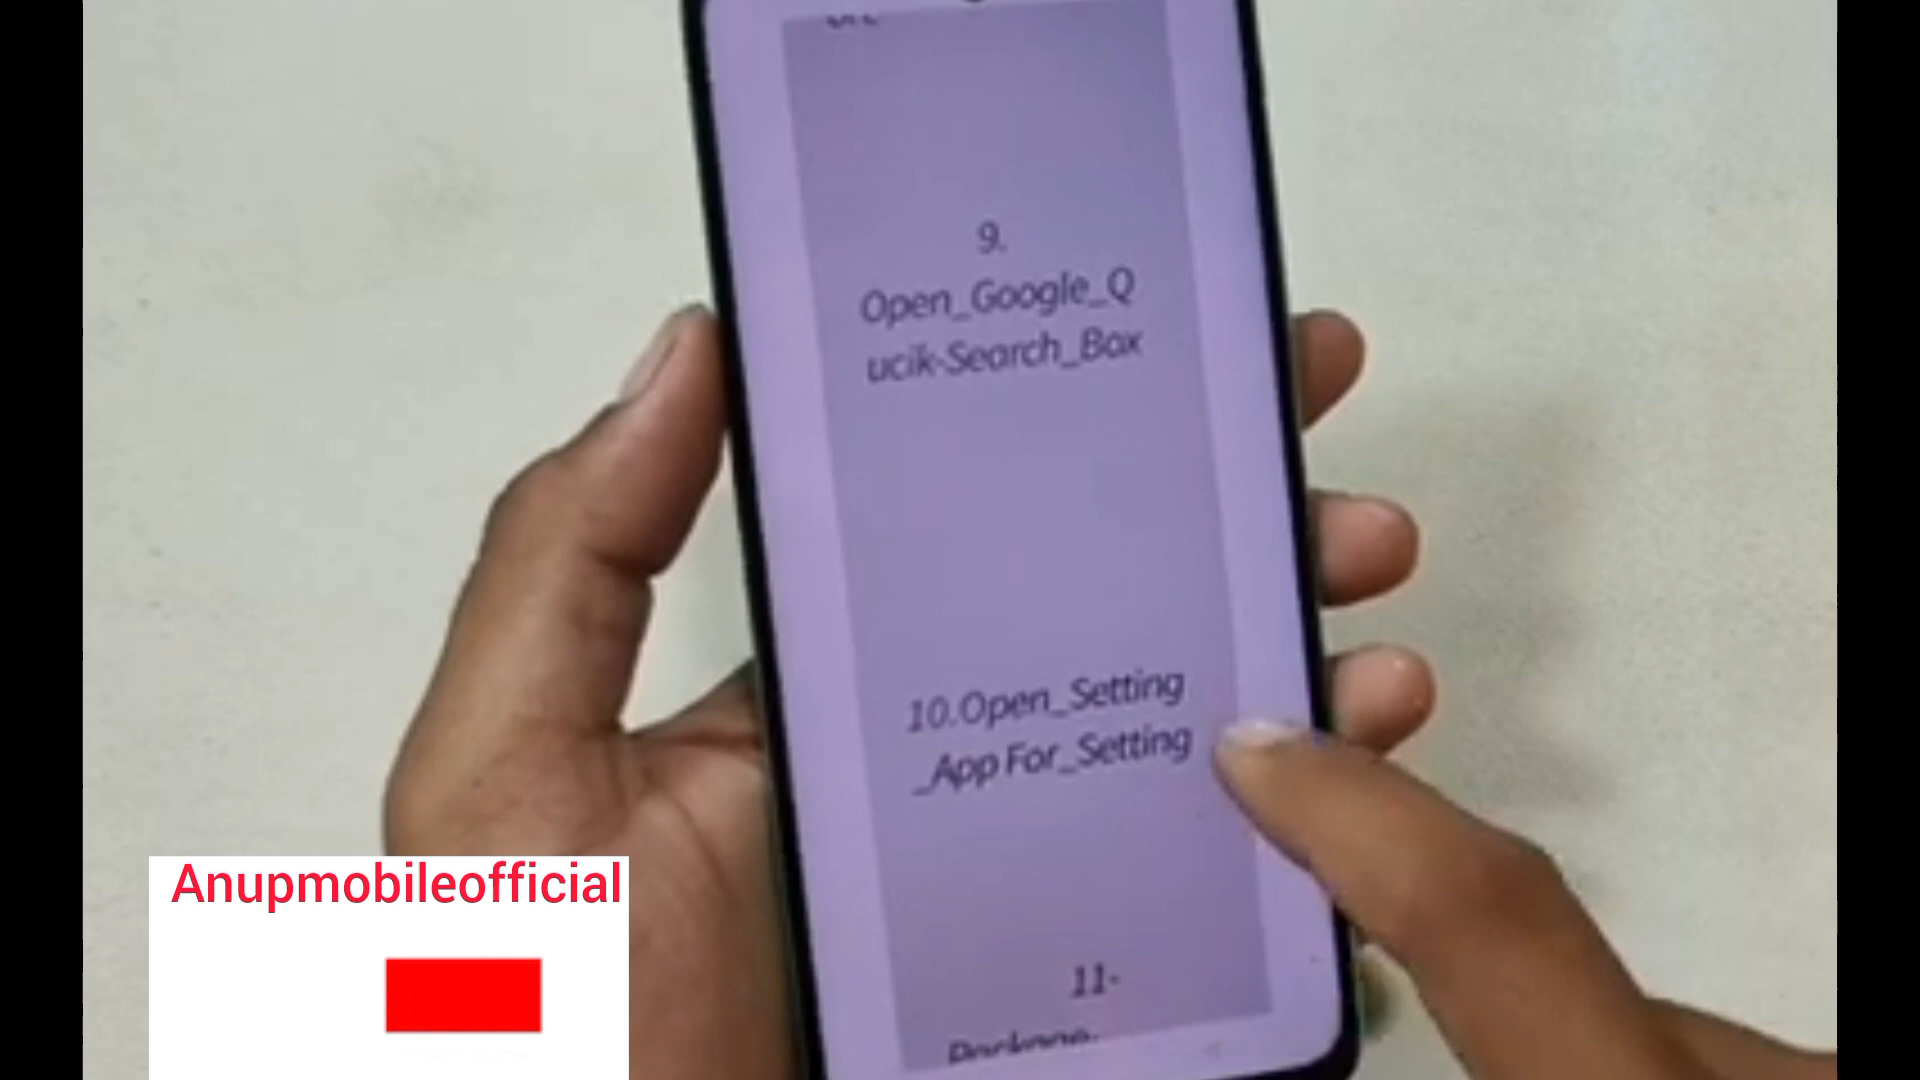 9.
Open_Google_Q
ucik-Search_Box
10.Open_Setting
_App For_Setting
11-
Anupmobileofficial